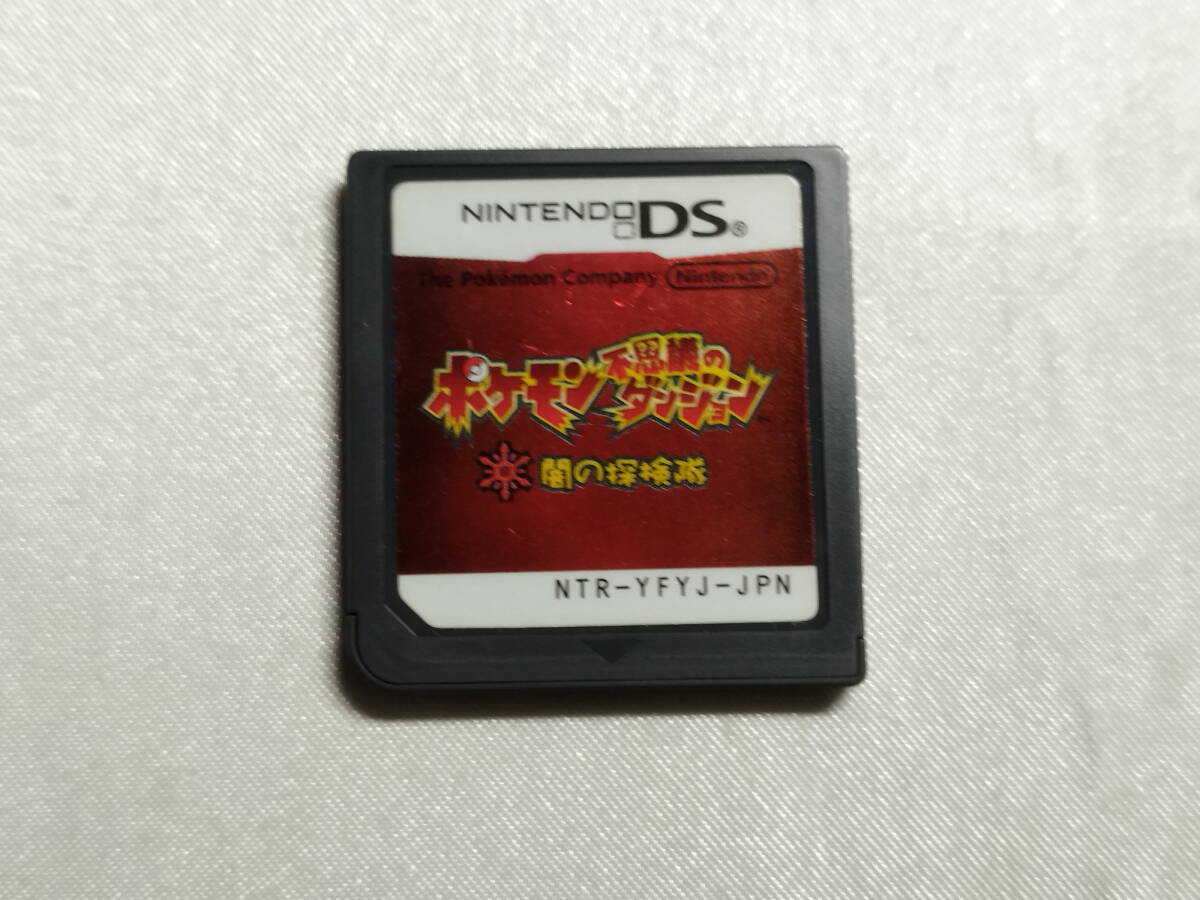 NINTENDO DS®
The Pokémon Company Nintendo
ポケモン不思議の
ダンジョン
闇の探検隊
NTR-YFYJ-JPN